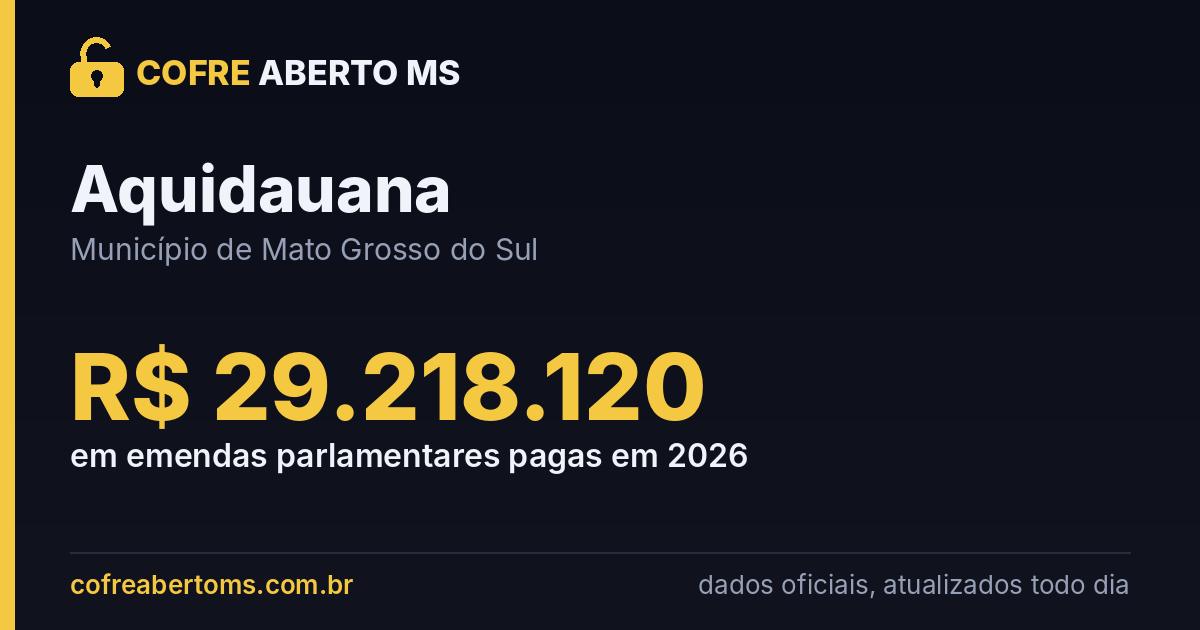 COFRE ABERTO MS
Aquidauana
Município de Mato Grosso do Sul
R$ 29.218.120
em emendas parlamentares pagas em 2026
cofreabertoms.com.br
dados oficiais, atualizados todo dia